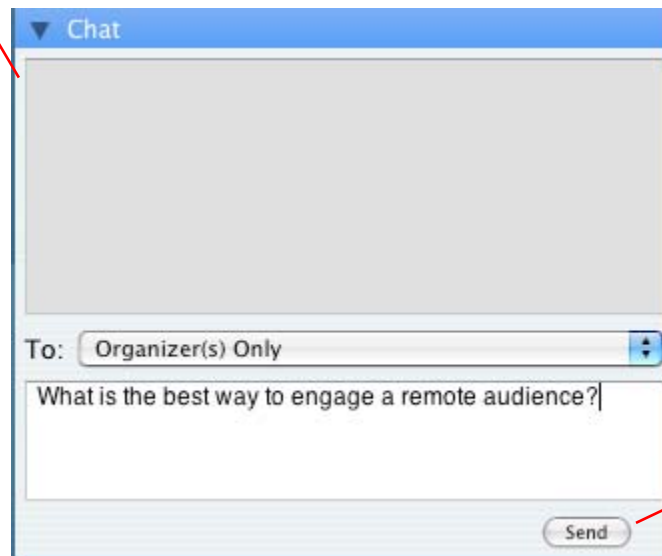 Chat
To: Organizer(s) Only
What is the best way to engage a remote audience?
Send